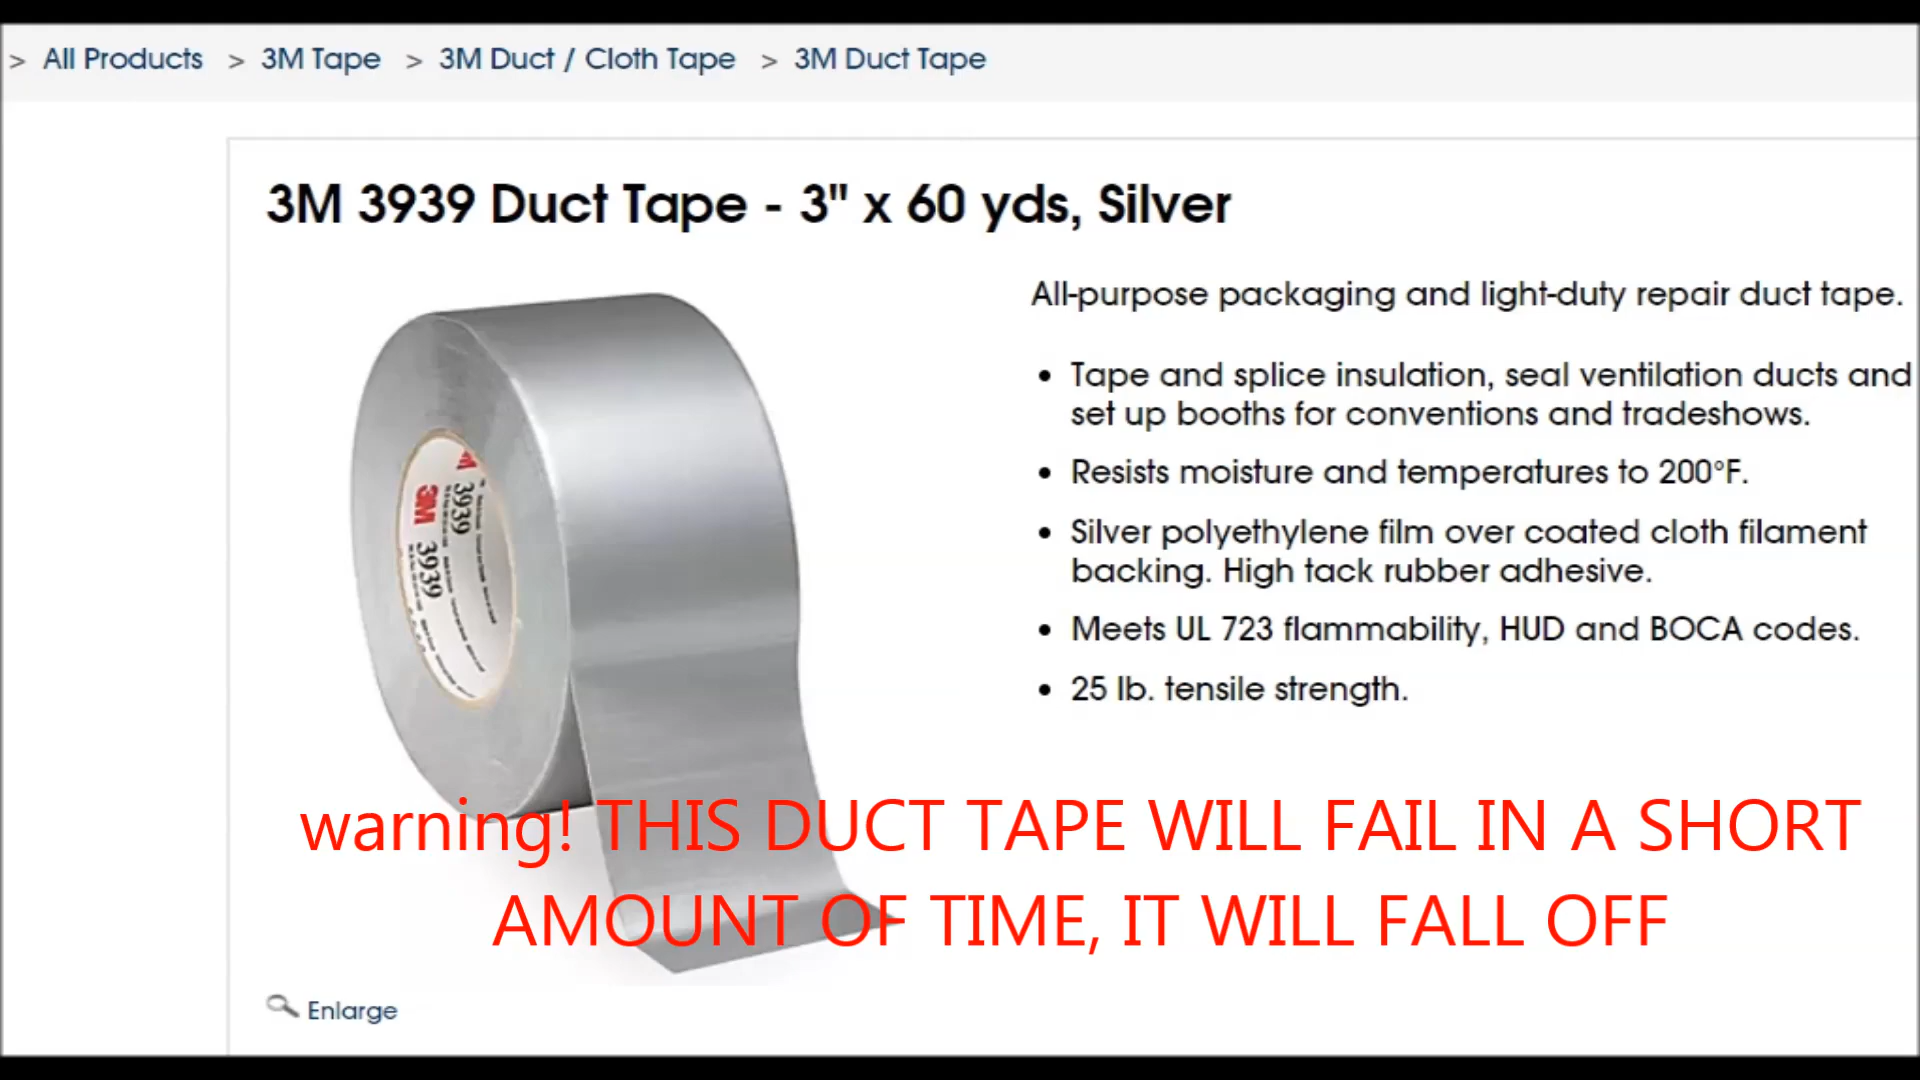 > All Products > 3M Tape > 3M Duct / Cloth Tape > 3M Duct Tape
3M 3939 Duct Tape - 3" x 60 yds, Silver
All-purpose packaging and light-duty repair duct tape.
• Tape and splice insulation, seal ventilation ducts and
set up booths for conventions and tradeshows.
• Resists moisture and temperatures to 200°F.
• Silver polyethylene film over coated cloth filament
backing. High tack rubber adhesive.
• Meets UL 723 flammability, HUD and BOCA codes.
• 25 lb. tensile strength.
3M 3939
3939
warning! THIS DUCT TAPE WILL FAIL IN A SHORT
AMOUNT OF TIME, IT WILL FALL OFF
Enlarge